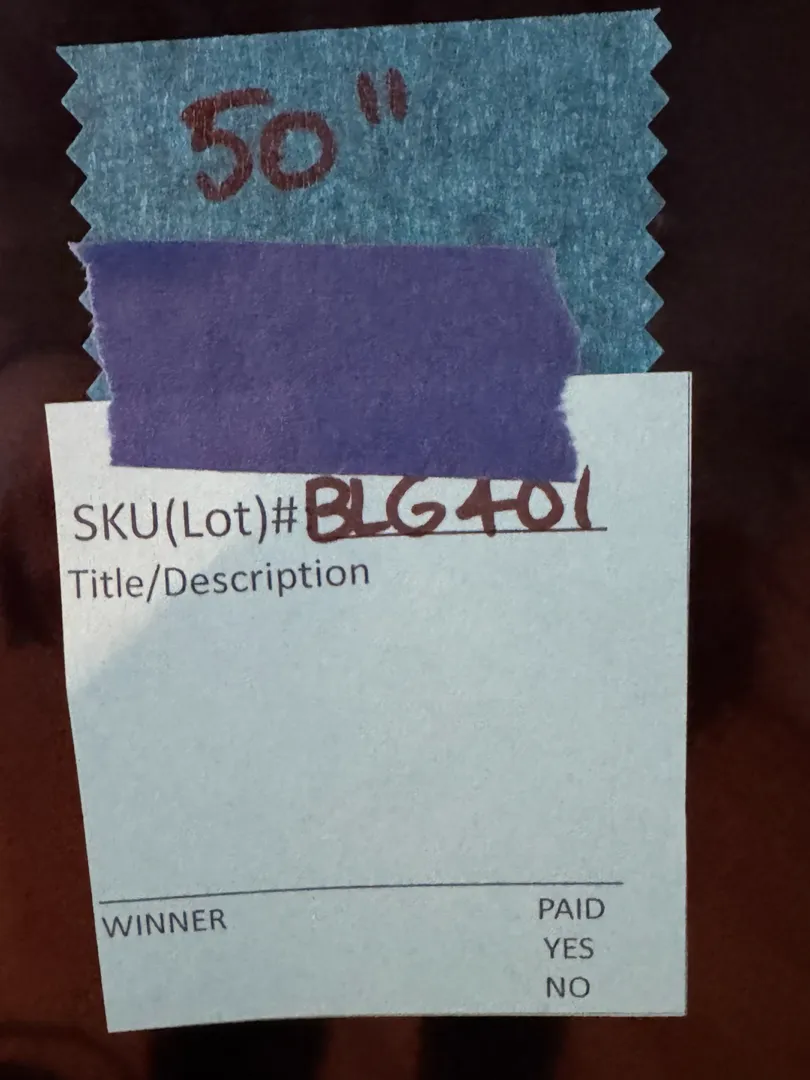 50"
SKU(Lot)# BLG401
Title/Description
WINNER
PAID
YES
NO